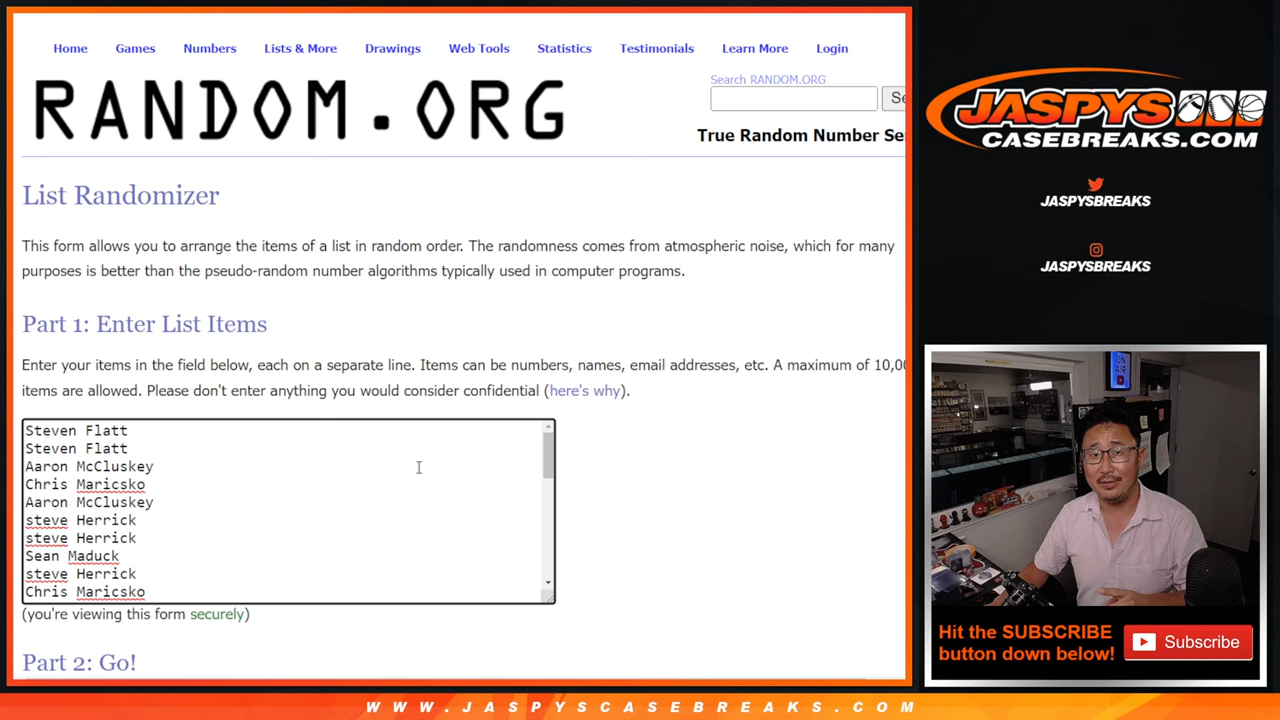 Home Games Numbers Lists & More Drawings Web Tools Statistics Testimonials Learn More Login
RANDOM.ORG
Search RANDOM.ORG
Se
True Random Number Se
List Randomizer
This form allows you to arrange the items of a list in random order. The randomness comes from atmospheric noise, which for many
purposes is better than the pseudo-random number algorithms typically used in computer programs.
Part 1: Enter List Items
Enter your items in the field below, each on a separate line. Items can be numbers, names, email addresses, etc. A maximum of 10,00
items are allowed. Please don't enter anything you would consider confidential (here's why).
Steven Flatt
Steven Flatt
Aaron McCluskey
Chris Maricsko
Aaron McCluskey
steve Herrick
steve Herrick
Sean Maduck
steve Herrick
Chris Maricsko
(you're viewing this form securely)
Part 2: Go!
JASPYS
CASEBREAKS.COM
JASPYSBREAKS
JASPYSBREAKS
ON
AIR
Hit the SUBSCRIBE
button down below!
Subscribe
WWW.JASPYSCASEBREAKS.COM